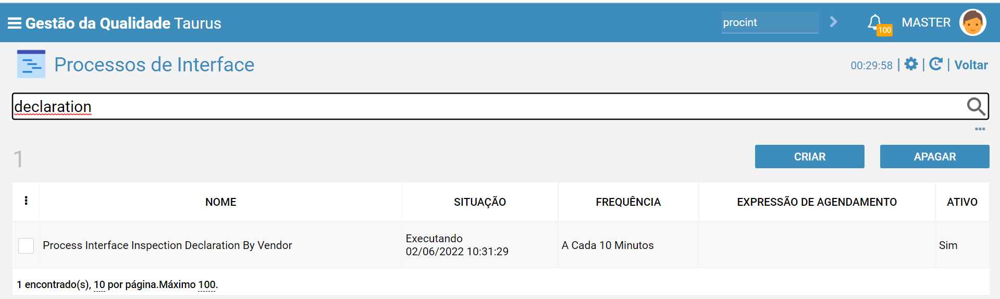 Gestão da Qualidade Taurus
procint
100
MASTER
Processos de Interface
00:29:58 | | | Voltar
declaration
1
CRIAR
APAGAR
NOME
SITUAÇÃO
FREQUÊNCIA
EXPRESSÃO DE AGENDAMENTO
ATIVO
Process Interface Inspection Declaration By Vendor
Executando
02/06/2022 10:31:29
A Cada 10 Minutos
Sim
1 encontrado(s), 10 por página.Máximo 100.